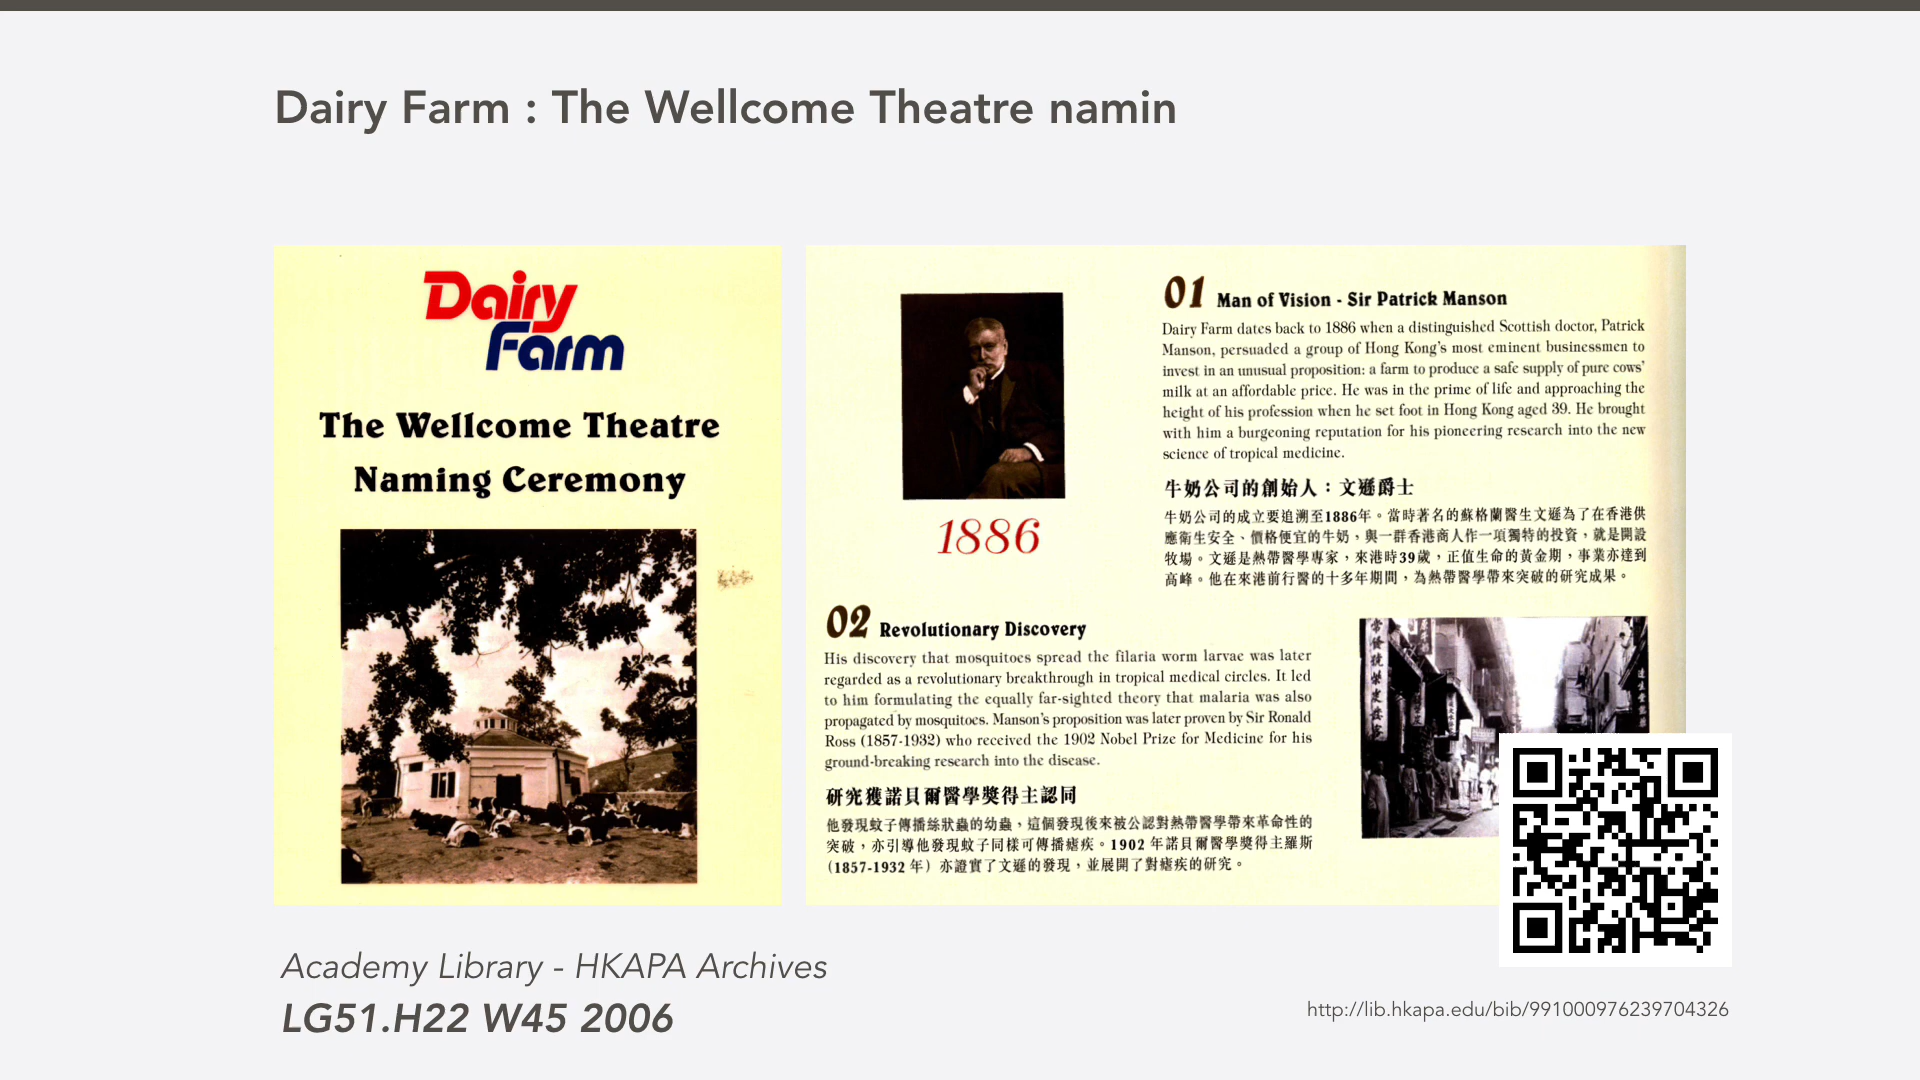 Dairy Farm : The Wellcome Theatre namin
Dairy
Farm
The Wellcome Theatre
Naming Ceremony
1886
01 Man of Vision - Sir Patrick Manson
Dairy Farm dates back to 1886 when a distinguished Scottish doctor, Patrick
Manson, persuaded a group of Hong Kong's most eminent businessmen to
invest in an unusual proposition: a farm to produce a safe supply of pure cows'
milk at an affordable price. He was in the prime of life and approaching the
height of his profession when he set foot in Hong Kong aged 39. He brought
with him a burgeoning reputation for his pioneering research into the new
science of tropical medicine.
牛奶公司的創始人：文遜爵士
牛奶公司的成立要追溯至1886年。當時著名的蘇格蘭醫生文遜為了在香港供
應衛生安全、價格便宜的牛奶，與一群香港商人作一項獨特的投資，就是開設
牧場。文遜是熱帶醫學專家，來港時39歲，正值生命的黃金期，事業亦達到
高峰。他在來港前行醫的十多年期間，為熱帶醫學帶來突破的研究成果。
02 Revolutionary Discovery
His discovery that mosquitoes spread the filaria worm larvae was later
regarded as a revolutionary breakthrough in tropical medical circles. It led
to him formulating the equally far-sighted theory that malaria was also
propagated by mosquitoes. Manson's proposition was later proven by Sir Ronald
Ross (1857-1932) who received the 1902 Nobel Prize for Medicine for his
ground-breaking research into the disease.
研究獲諾貝爾醫學獎得主認同
他發現蚊子傳播絲狀蟲的幼蟲，這個發現後來被公認對熱帶醫學帶來革命性的
突破，亦引導他發現蚊子同樣可傳播瘧疾。1902 年諾貝爾醫學獎得主羅斯
（1857-1932 年）亦證實了文遜的發現，並展開了對瘧疾的研究。
Academy Library - HKAPA Archives
LG51.H22 W45 2006
http://lib.hkapa.edu/bib/991000976239704326